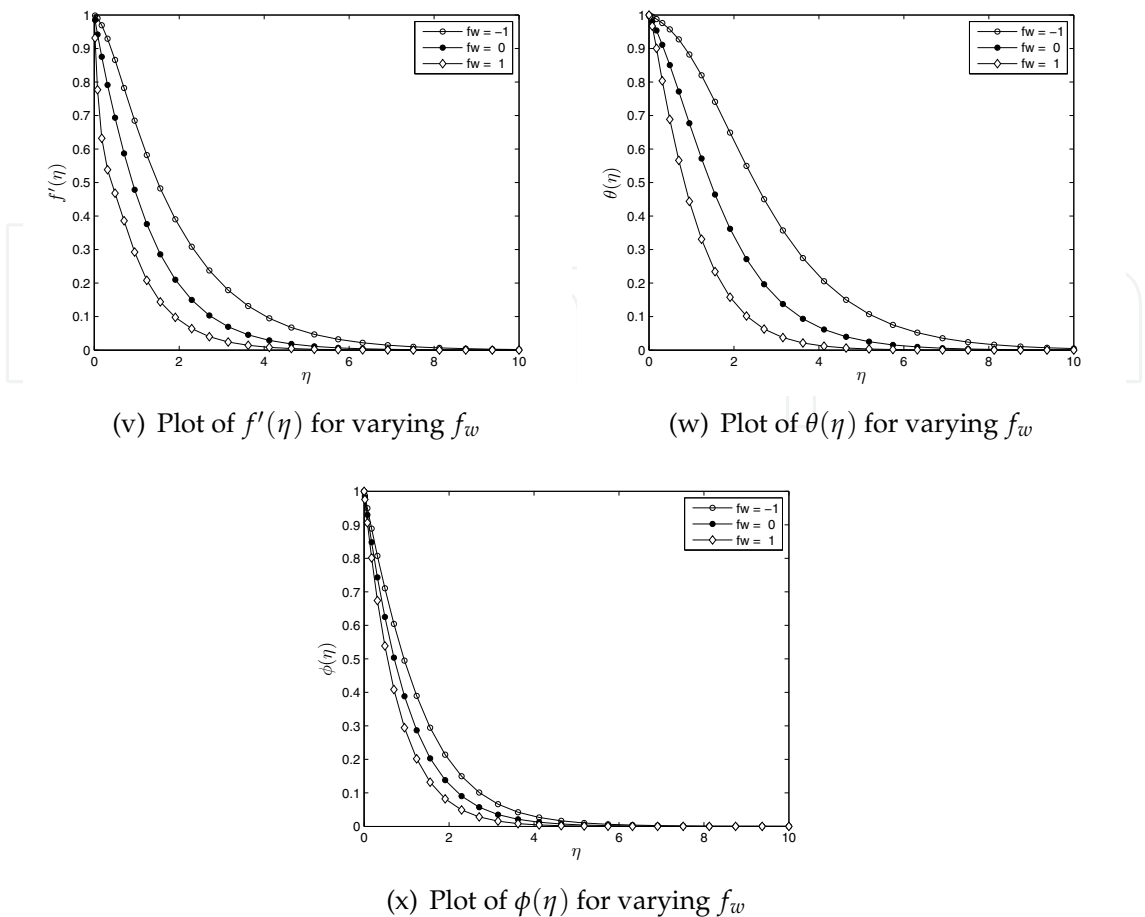 1
0.9
0.8
0.7
0.6
0.5
0.4
0.3
0.2
0.1
0
f′(η)
0 2 4 6 8 10
η
fw = −1
fw = 0
fw = 1
(v) Plot of f′(η) for varying f_w
1
0.9
0.8
0.7
0.6
0.5
0.4
0.3
0.2
0.1
0
θ(η)
0 2 4 6 8 10
η
fw = −1
fw = 0
fw = 1
(w) Plot of θ(η) for varying f_w
1
0.9
0.8
0.7
0.6
0.5
0.4
0.3
0.2
0.1
0
ϕ(η)
0 2 4 6 8 10
η
fw = −1
fw = 0
fw = 1
(x) Plot of ϕ(η) for varying f_w